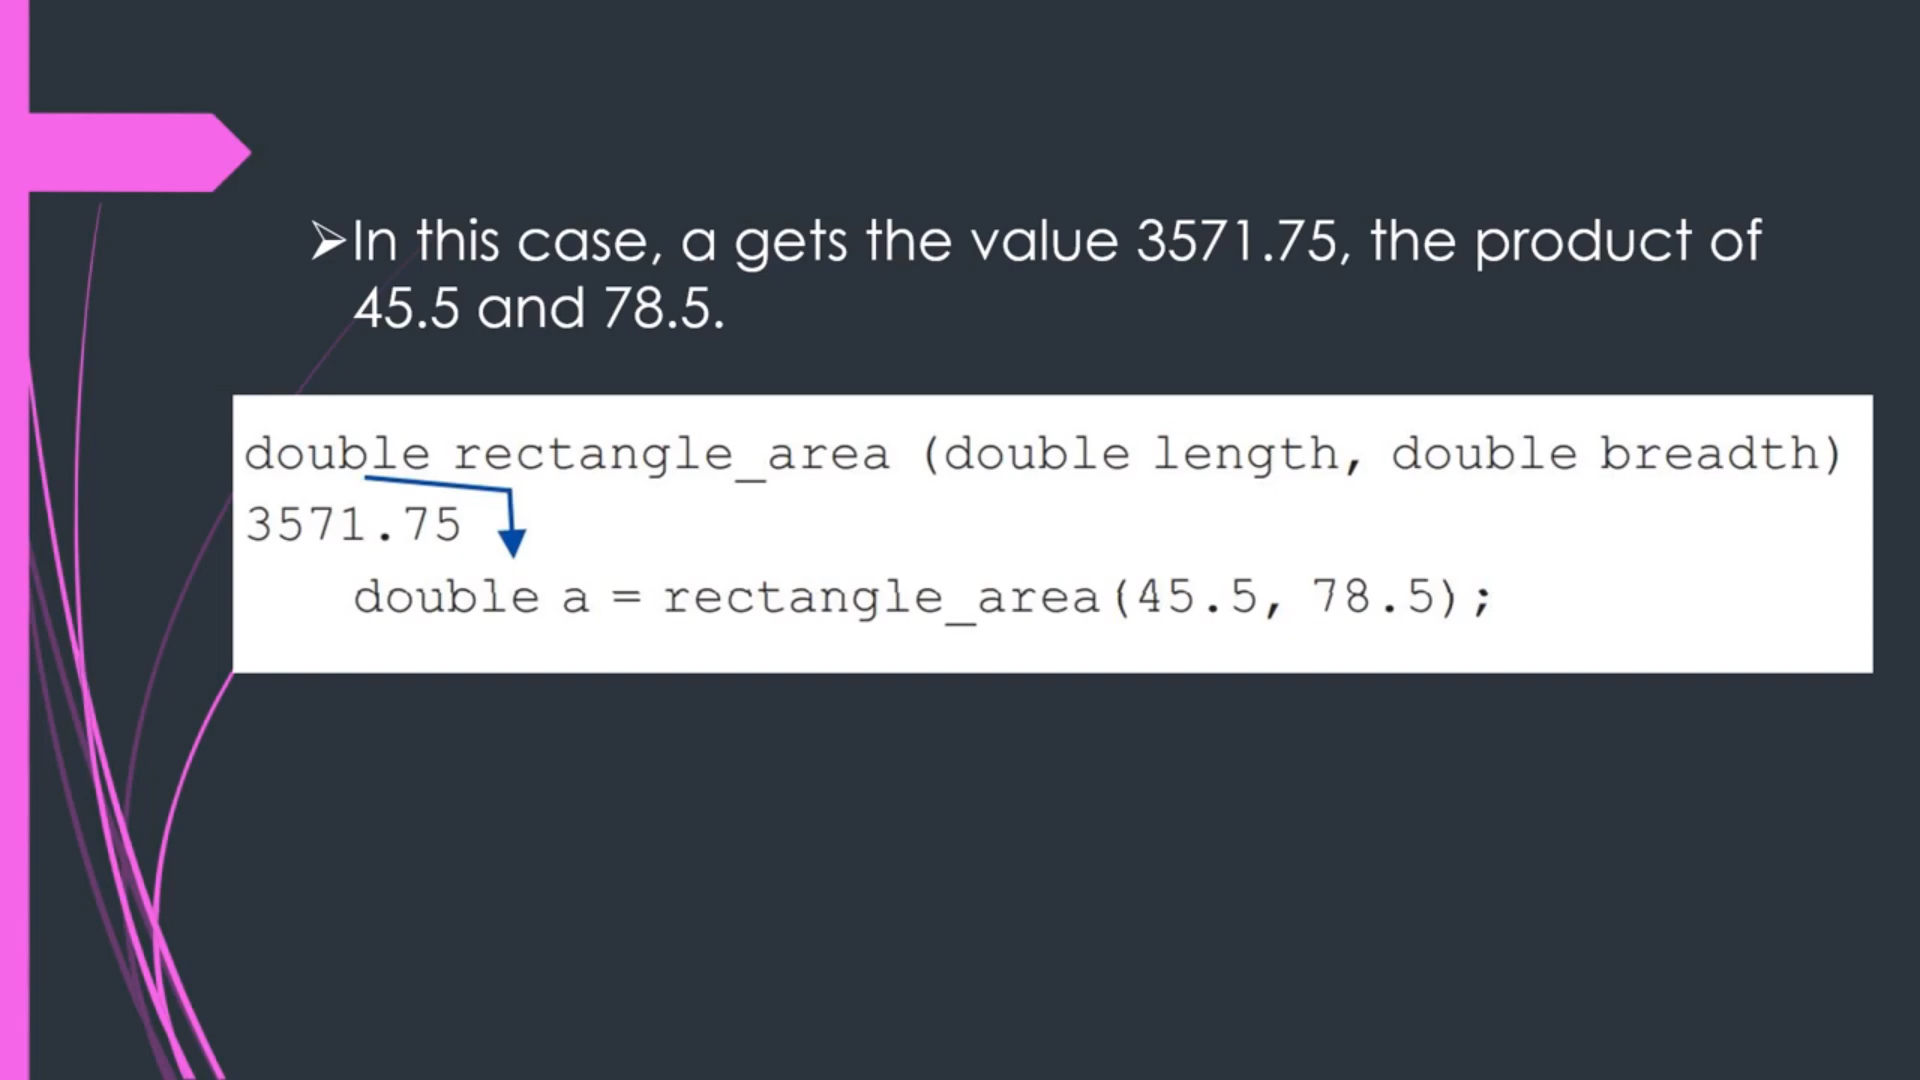 ➢In this case, a gets the value 3571.75, the product of
45.5 and 78.5.
double rectangle_area (double length, double breadth)
3571.75
double a = rectangle_area(45.5, 78.5);